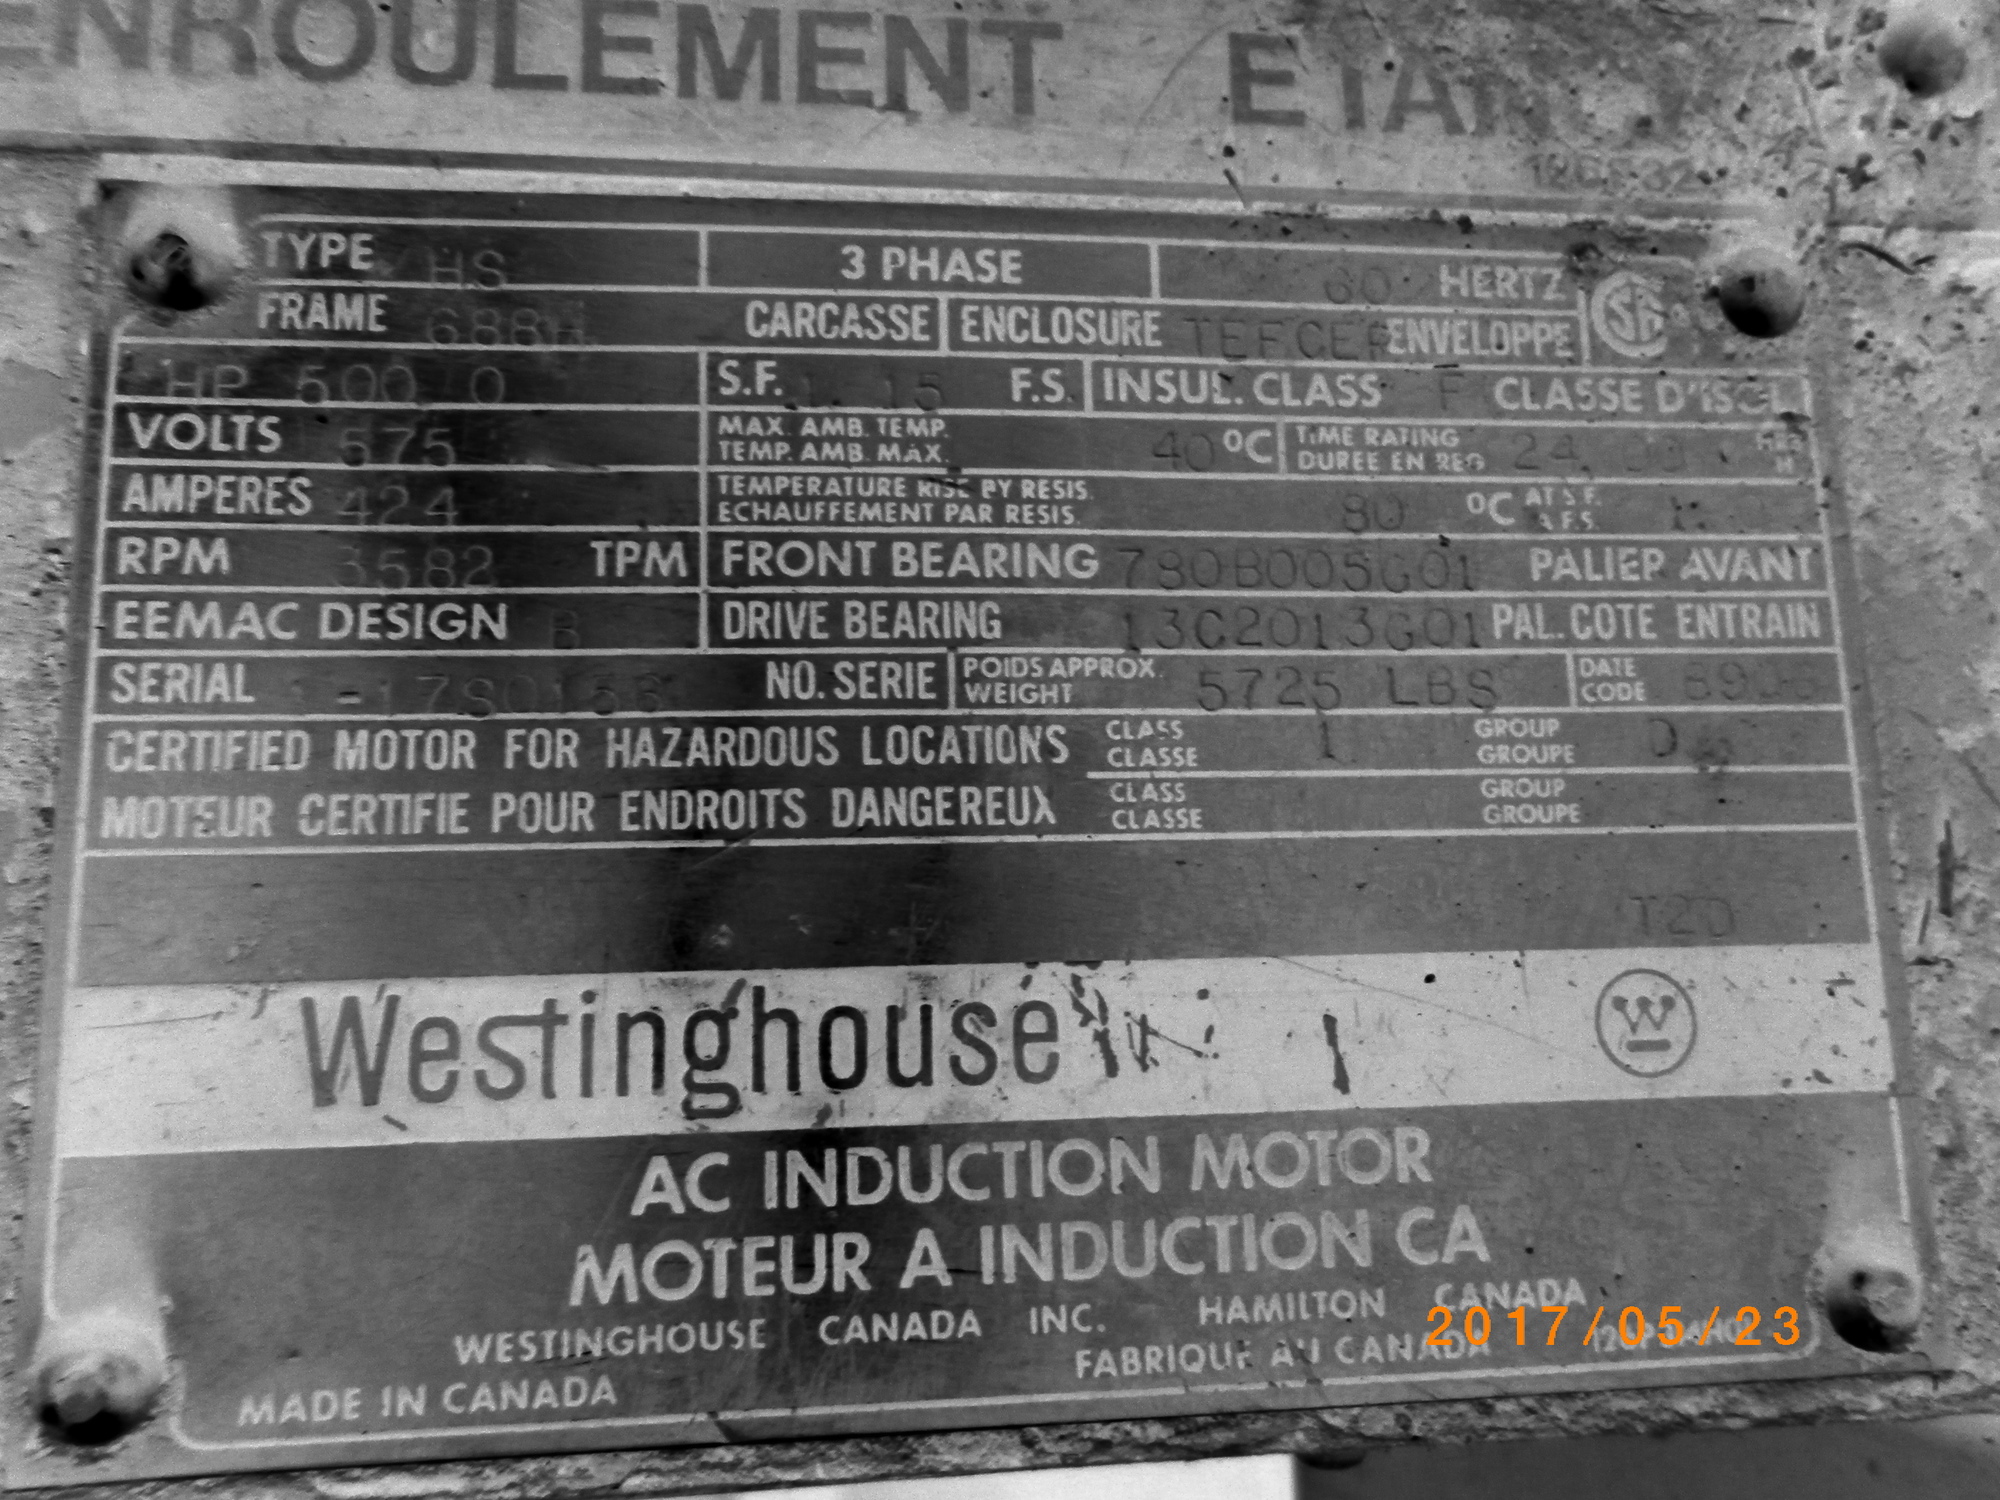 ENROULEMENT ETAN
TYPE HS 3 PHASE 60 HERTZ
FRAME 688H CARCASSE ENCLOSURE TEFCEP ENVELOPPE
HP 500.0 S.F. 1.15 F.S. INSUL. CLASS F CLASSE D'ISOL
VOLTS 575 MAX. AMB. TEMP. 40 °C TIME RATING 24. HRS
TEMP. AMB. MAX. DUREE EN REG H
AMPERES 424 TEMPERATURE RISE BY RESIS. 80 °C AT S.F.
ECHAUFFEMENT PAR RESIS. A F.S.
RPM 3582 TPM FRONT BEARING 780B005G01 PALIER AVANT
EEMAC DESIGN B DRIVE BEARING 13C2013G01 PAL. COTE ENTRAIN
SERIAL NO. SERIE POIDS APPROX. 5725 LBS DATE
WEIGHT CODE
CERTIFIED MOTOR FOR HAZARDOUS LOCATIONS CLASS 1 GROUP D
CLASSE GROUPE
MOTEUR CERTIFIE POUR ENDROITS DANGEREUX CLASS GROUP
CLASSE GROUPE
T2D
Westinghouse
AC INDUCTION MOTOR
MOTEUR A INDUCTION CA
WESTINGHOUSE CANADA INC. HAMILTON CANADA
2017/05/23
MADE IN CANADA FABRIQUE AU CANADA